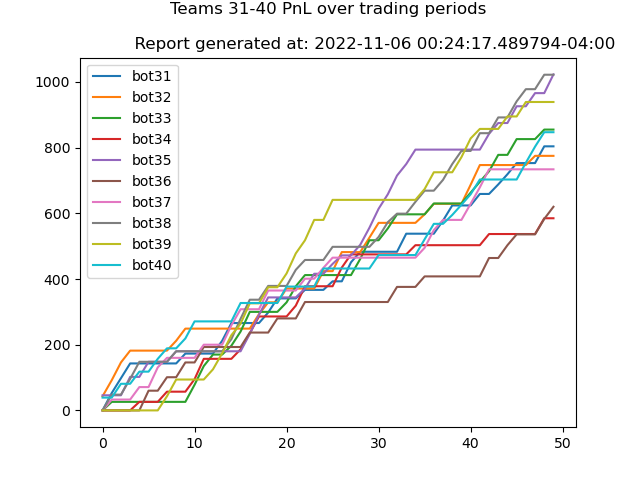 Teams 31-40 PnL over trading periods
Report generated at: 2022-11-06 00:24:17.489794-04:00
1000
800
600
400
200
0
bot31
bot32
bot33
bot34
bot35
bot36
bot37
bot38
bot39
bot40
0 10 20 30 40 50